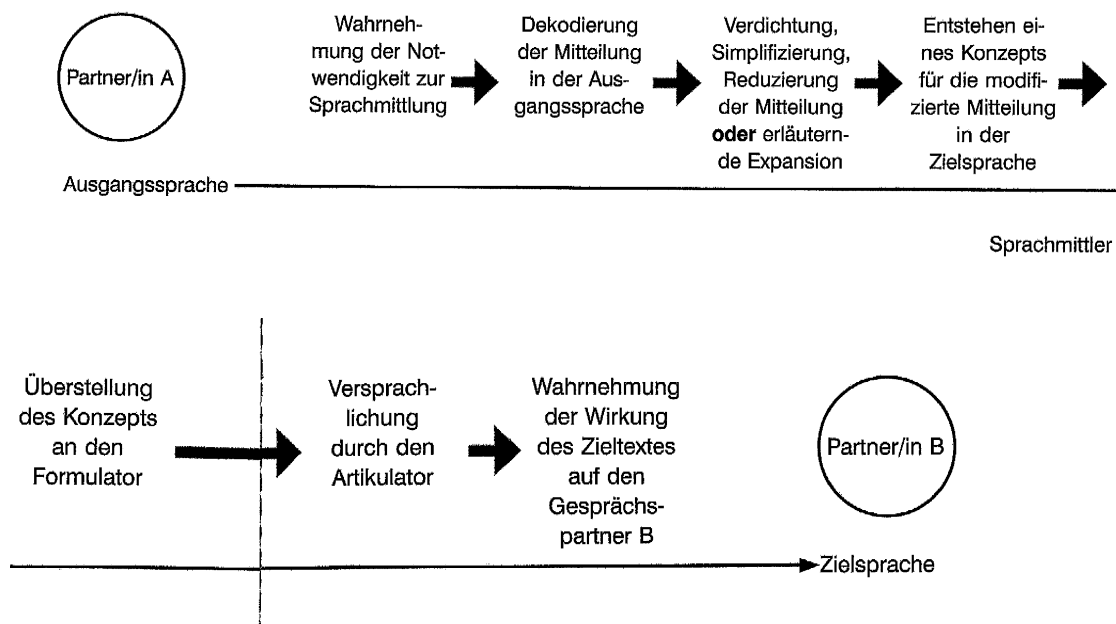 Partner/in A
Wahrneh-
mung der Not-
wendigkeit zur
Sprachmittlung
Dekodierung
der Mitteilung
in der Aus-
gangssprache
Verdichtung,
Simplifizierung,
Reduzierung
der Mitteilung
oder erläutern-
de Expansion
Entstehen ei-
nes Konzepts
für die modifi-
zierte Mitteilung
in der
Zielsprache
Ausgangssprache
Sprachmittler
Überstellung
des Konzepts
an den
Formulator
Versprach-
lichung
durch den
Artikulator
Wahrnehmung
der Wirkung
des Zieltextes
auf den
Gesprächs-
partner B
Partner/in B
Zielsprache